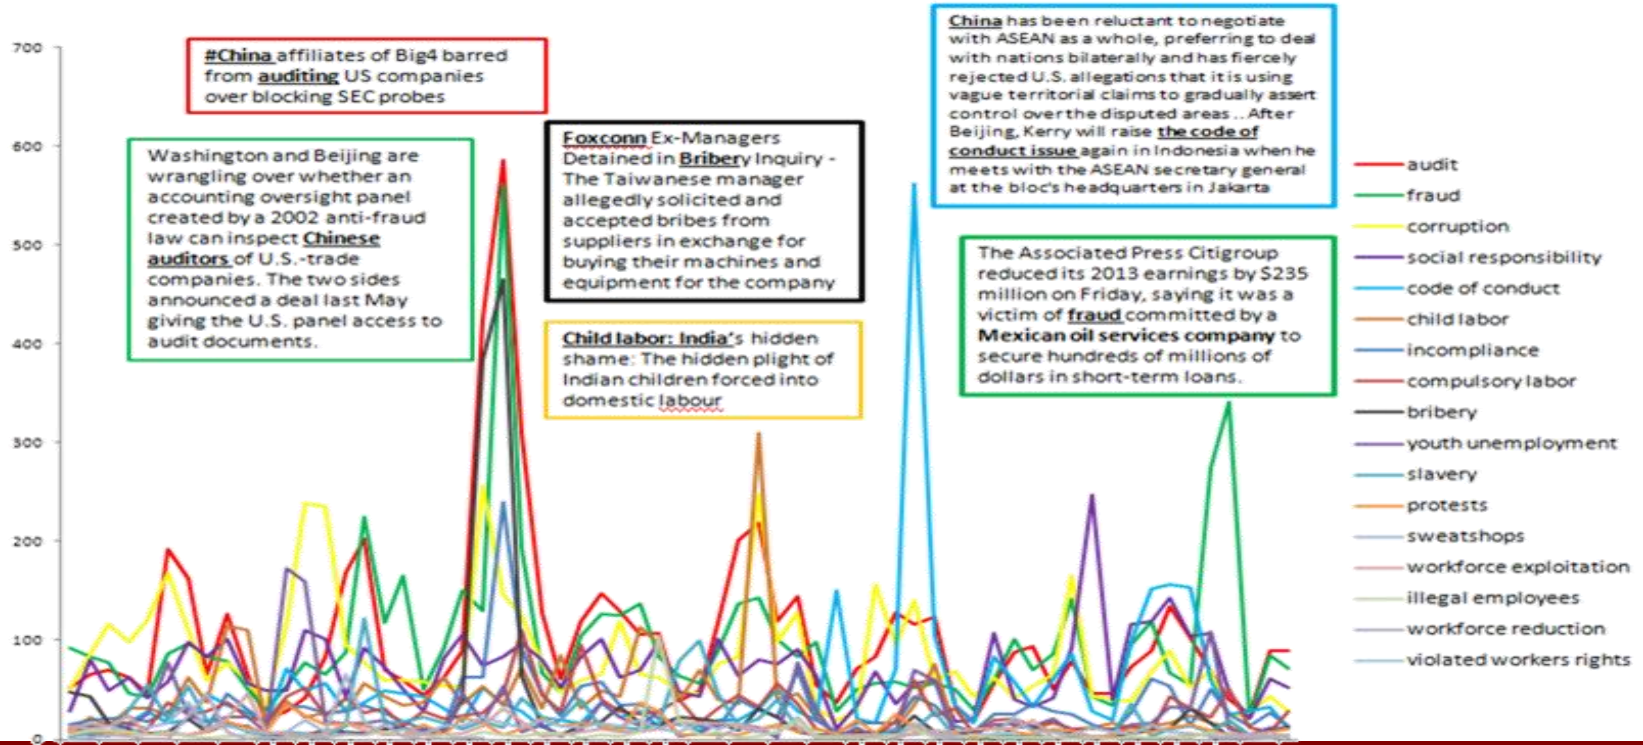 700
600
500
400
300
200
100
0
#China affiliates of Big4 barred
from auditing US companies
over blocking SEC probes
Washington and Beijing are
wrangling over whether an
accounting oversight panel
created by a 2002 anti-fraud
law can inspect Chinese
auditors of U.S.-trade
companies. The two sides
announced a deal last May
giving the U.S. panel access to
audit documents.
Foxconn Ex-Managers
Detained in Bribery Inquiry -
The Taiwanese manager
allegedly solicited and
accepted bribes from
suppliers in exchange for
buying their machines and
equipment for the company
Child labor: India's hidden
shame: The hidden plight of
Indian children forced into
domestic labour
China has been reluctant to negotiate
with ASEAN as a whole, preferring to deal
with nations bilaterally and has fiercely
rejected U.S. allegations that it is using
vague territorial claims to gradually assert
control over the disputed areas . . After
Beijing, Kerry will raise the code of
conduct issue again in Indonesia when he
meets with the ASEAN secretary general
at the bloc's headquarters in Jakarta
The Associated Press Citigroup
reduced its 2013 earnings by $235
million on Friday, saying it was a
victim of fraud committed by a
Mexican oil services company to
secure hundreds of millions of
dollars in short-term loans.
audit
fraud
corruption
social responsibility
code of conduct
child labor
incompliance
compulsory labor
bribery
youth unemployment
slavery
protests
sweatshops
workforce exploitation
illegal employees
workforce reduction
violated workers rights